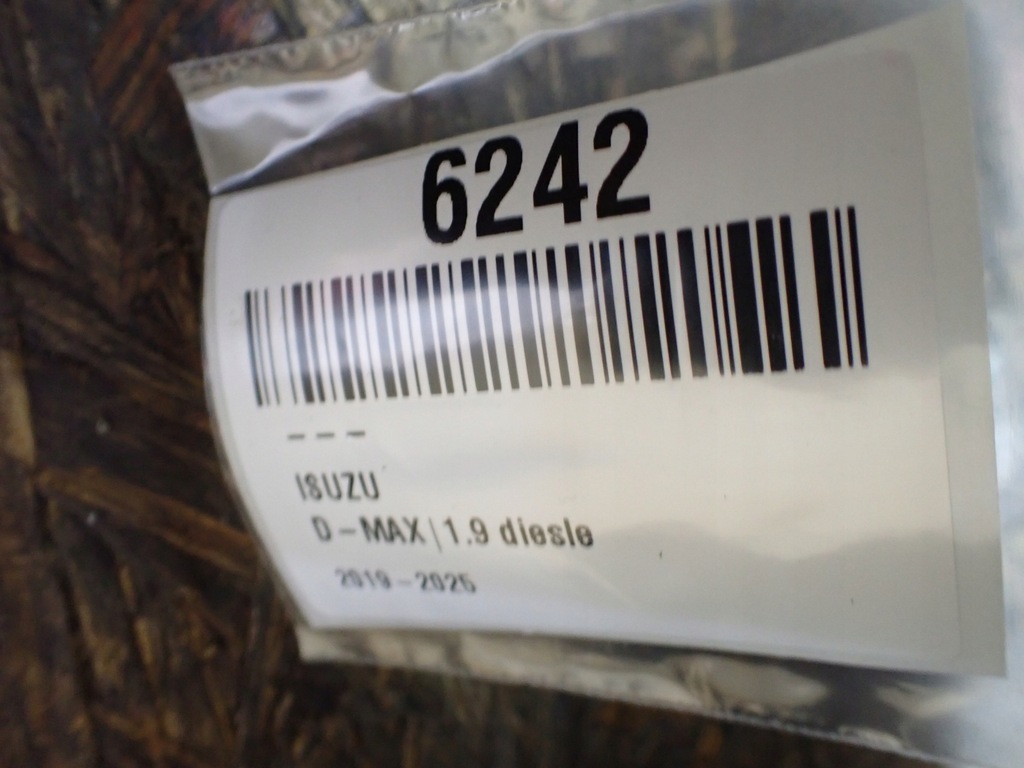 6242
- - -
ISUZU
D-MAX | 1.9 diesle
2019-2025